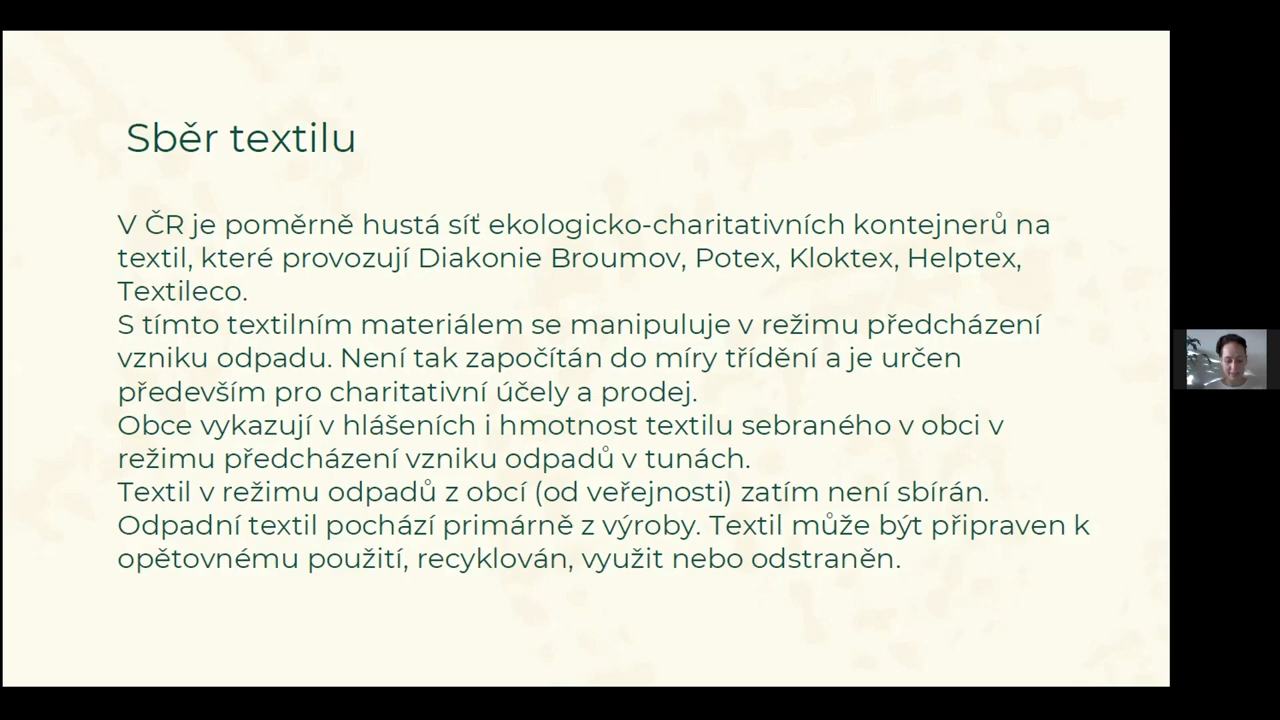 Sběr textilu
V ČR je poměrně hustá síť ekologicko-charitativních kontejnerů na
textil, které provozují Diakonie Broumov, Potex, Kloktex, Helptex,
Textileco.
S tímto textilním materiálem se manipuluje v režimu předcházení
vzniku odpadu. Není tak započítán do míry třídění a je určen
především pro charitativní účely a prodej.
Obce vykazují v hlášeních i hmotnost textilu sebraného v obci v
režimu předcházení vzniku odpadů v tunách.
Textil v režimu odpadů z obcí (od veřejnosti) zatím není sbírán.
Odpadní textil pochází primárně z výroby. Textil může být připraven k
opětovnému použití, recyklován, využit nebo odstraněn.